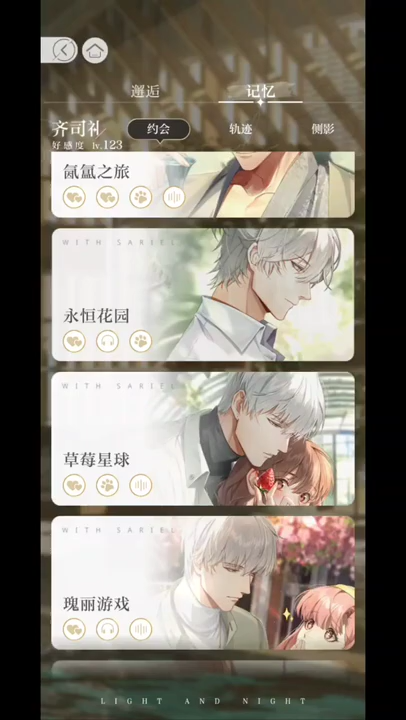 邂逅
记忆
齐司礼
好感度 lv.123
约会
轨迹
侧影
氤氲之旅
WITH SARIEL
永恒花园
WITH SARIEL
草莓星球
WITH SARIEL
瑰丽游戏
LIGHT AND NIGHT